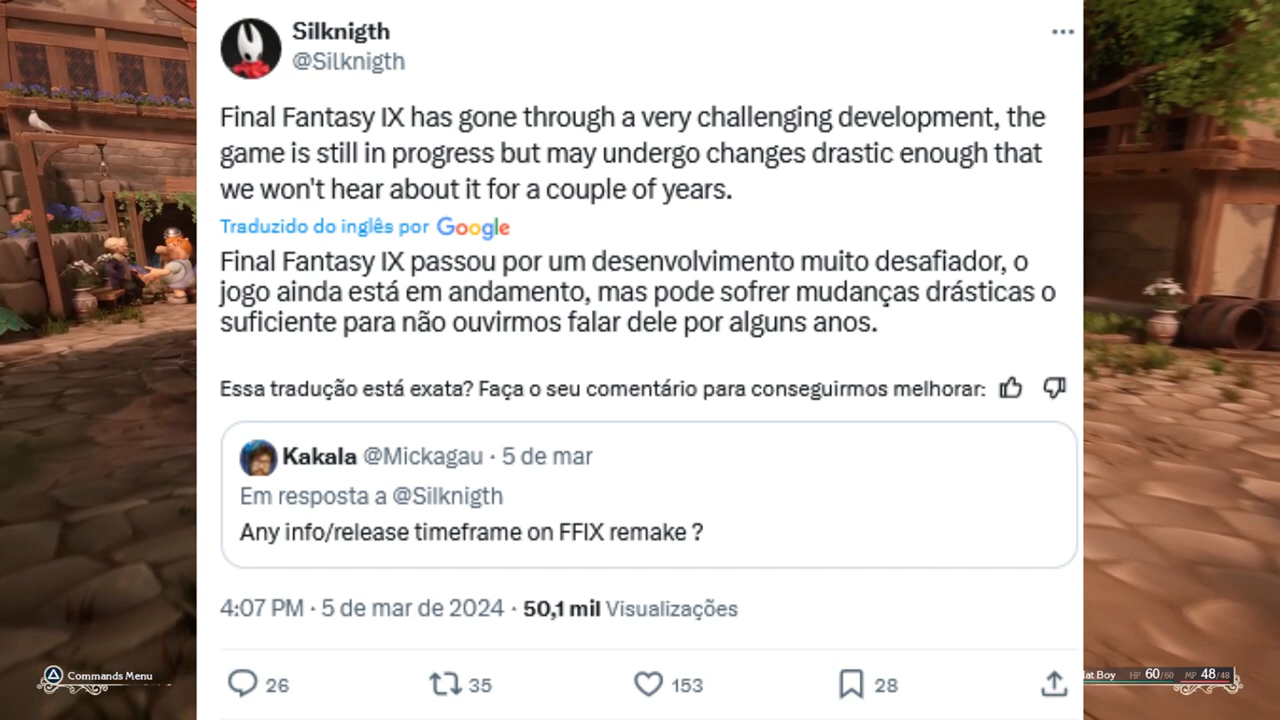 Silknigth
@Silknigth
Final Fantasy IX has gone through a very challenging development, the
game is still in progress but may undergo changes drastic enough that
we won't hear about it for a couple of years.
Traduzido do inglês por Google
Final Fantasy IX passou por um desenvolvimento muito desafiador, o
jogo ainda está em andamento, mas pode sofrer mudanças drásticas o
suficiente para não ouvirmos falar dele por alguns anos.
Essa tradução está exata? Faça o seu comentário para conseguirmos melhorar:
Kakala @Mickagau · 5 de mar
Em resposta a @Silknigth
Any info/release timeframe on FFIX remake ?
4:07 PM · 5 de mar de 2024 · 50,1 mil Visualizações
Commands Menu
Boy HP 60/60 MP 48/48
26 35 153 28